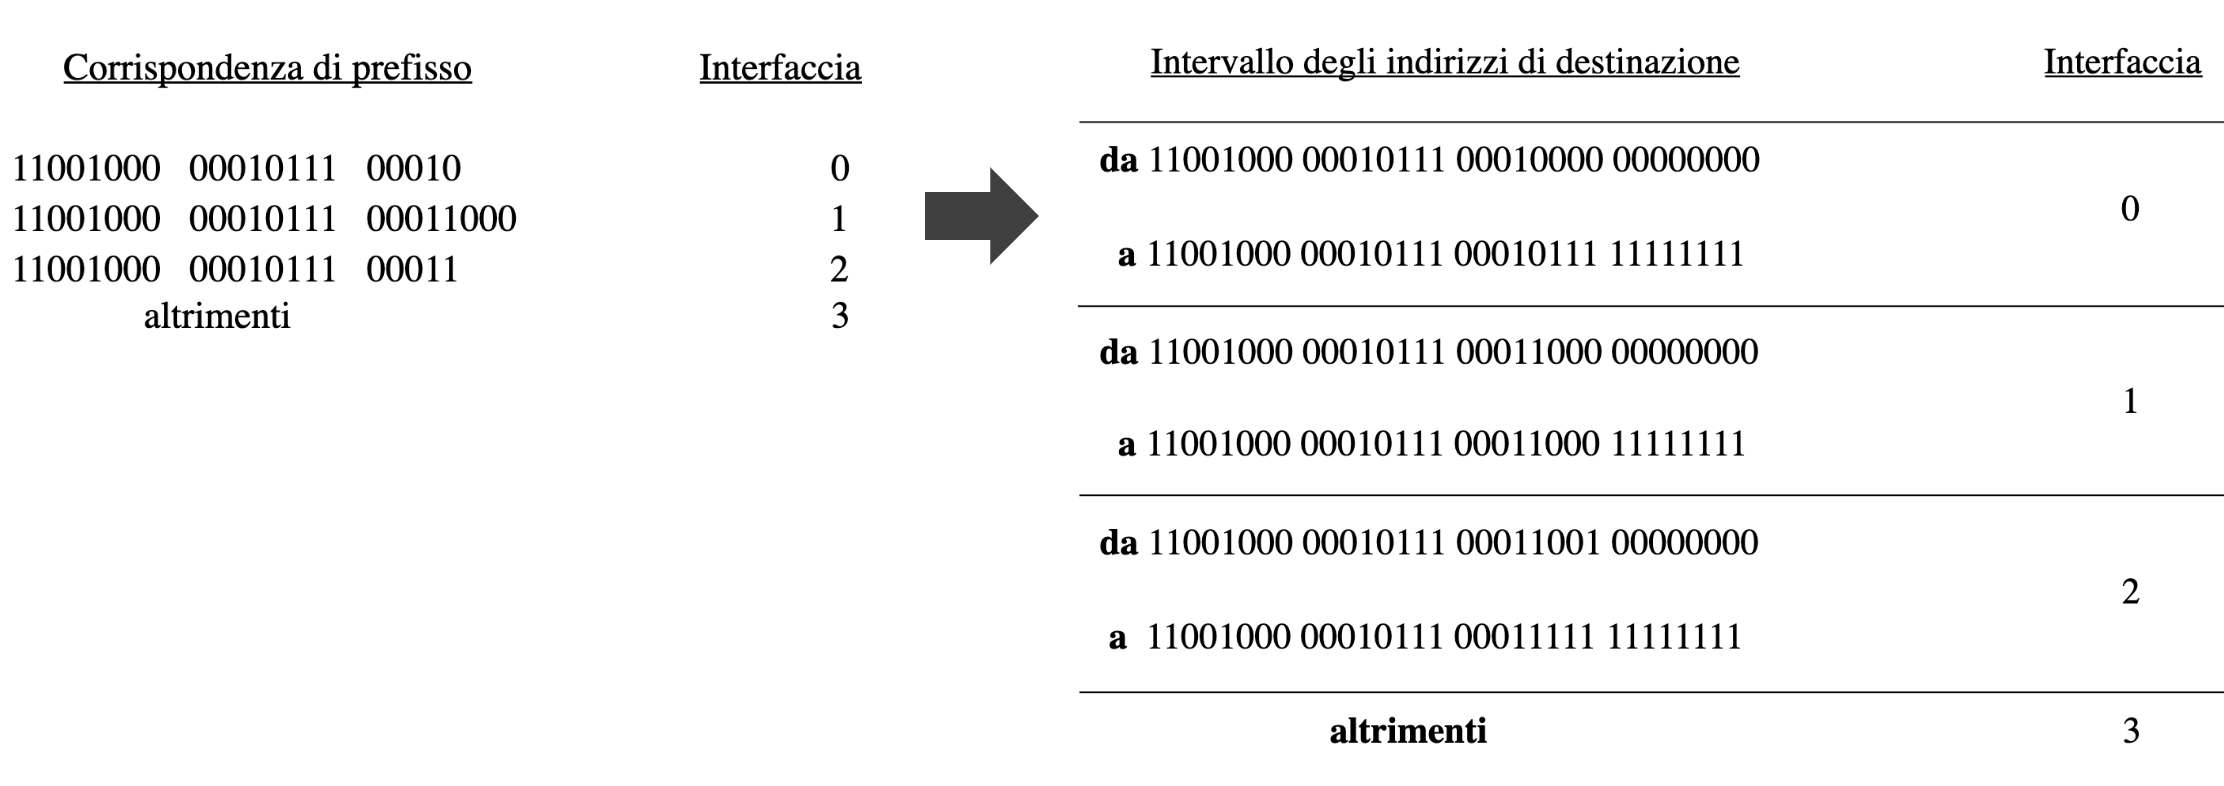 Corrispondenza di prefisso Interfaccia
11001000 00010111 00010 0
11001000 00010111 00011000 1
11001000 00010111 00011 2
altrimenti 3
Intervallo degli indirizzi di destinazione Interfaccia
da 11001000 00010111 00010000 00000000
0
a 11001000 00010111 00010111 11111111
da 11001000 00010111 00011000 00000000
1
a 11001000 00010111 00011000 11111111
da 11001000 00010111 00011001 00000000
2
a 11001000 00010111 00011111 11111111
altrimenti 3